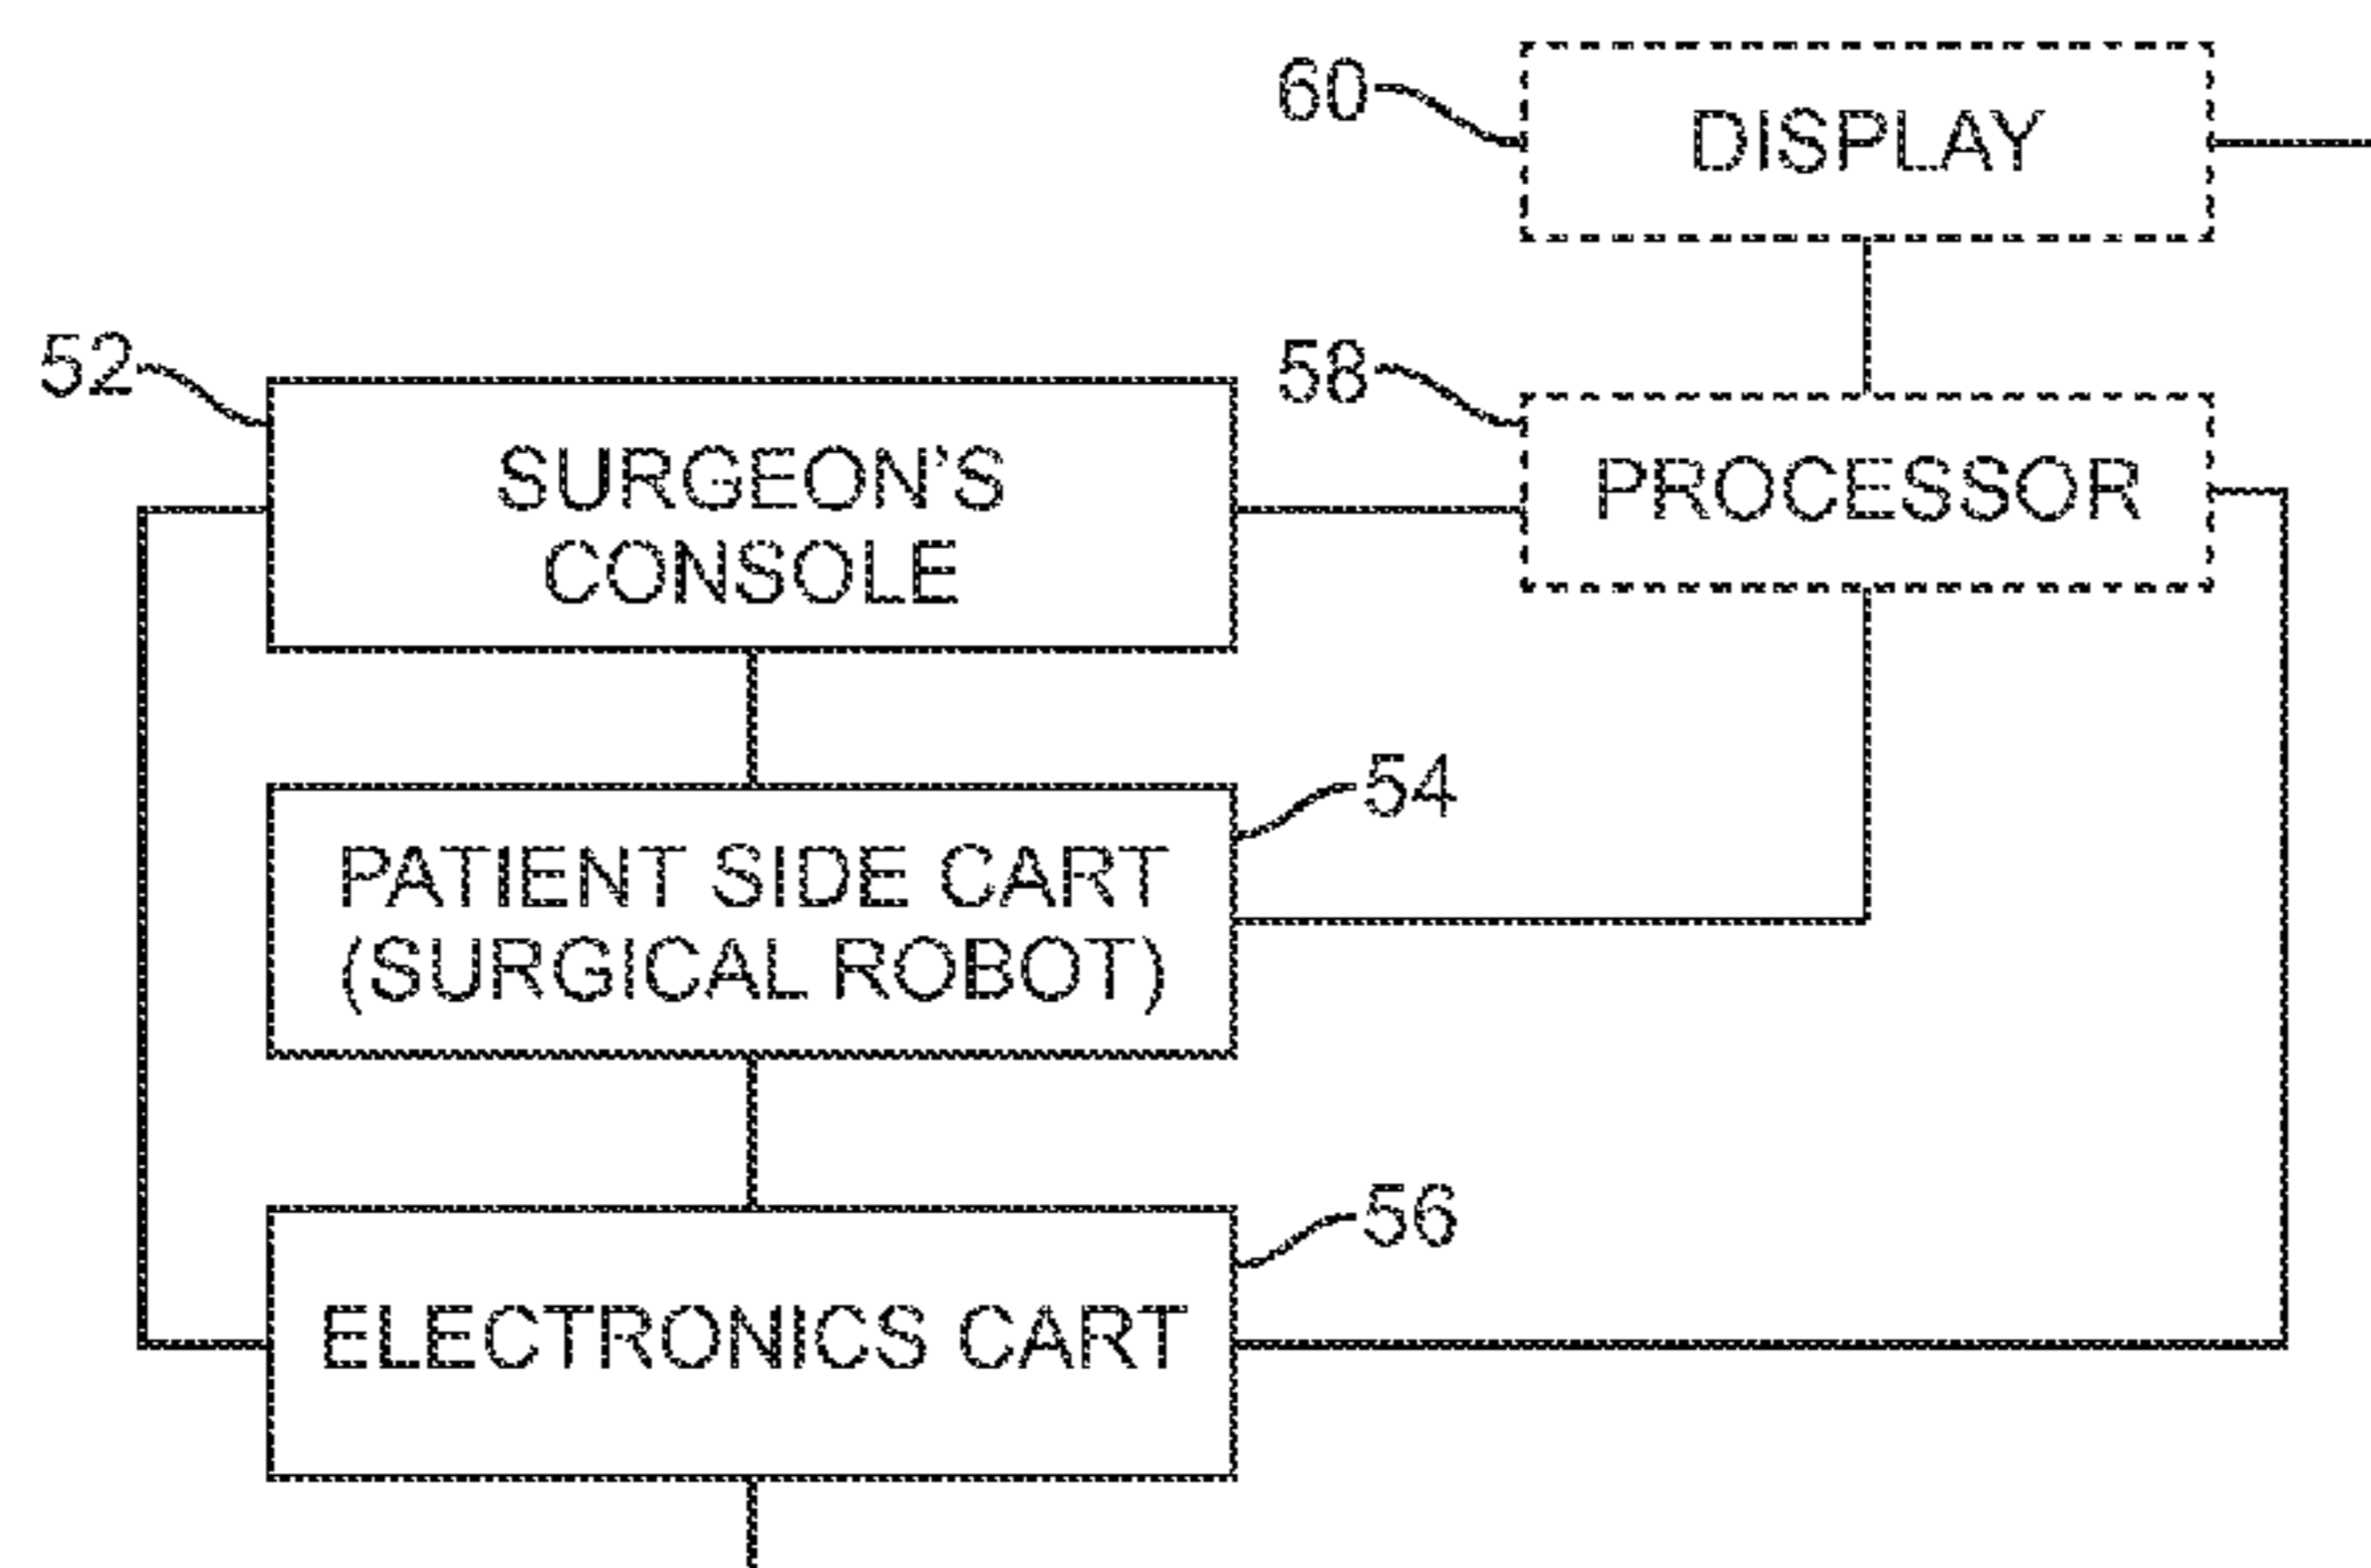 60
DISPLAY
52
58
SURGEON'S
CONSOLE
PROCESSOR
54
PATIENT SIDE CART
(SURGICAL ROBOT)
56
ELECTRONICS CART